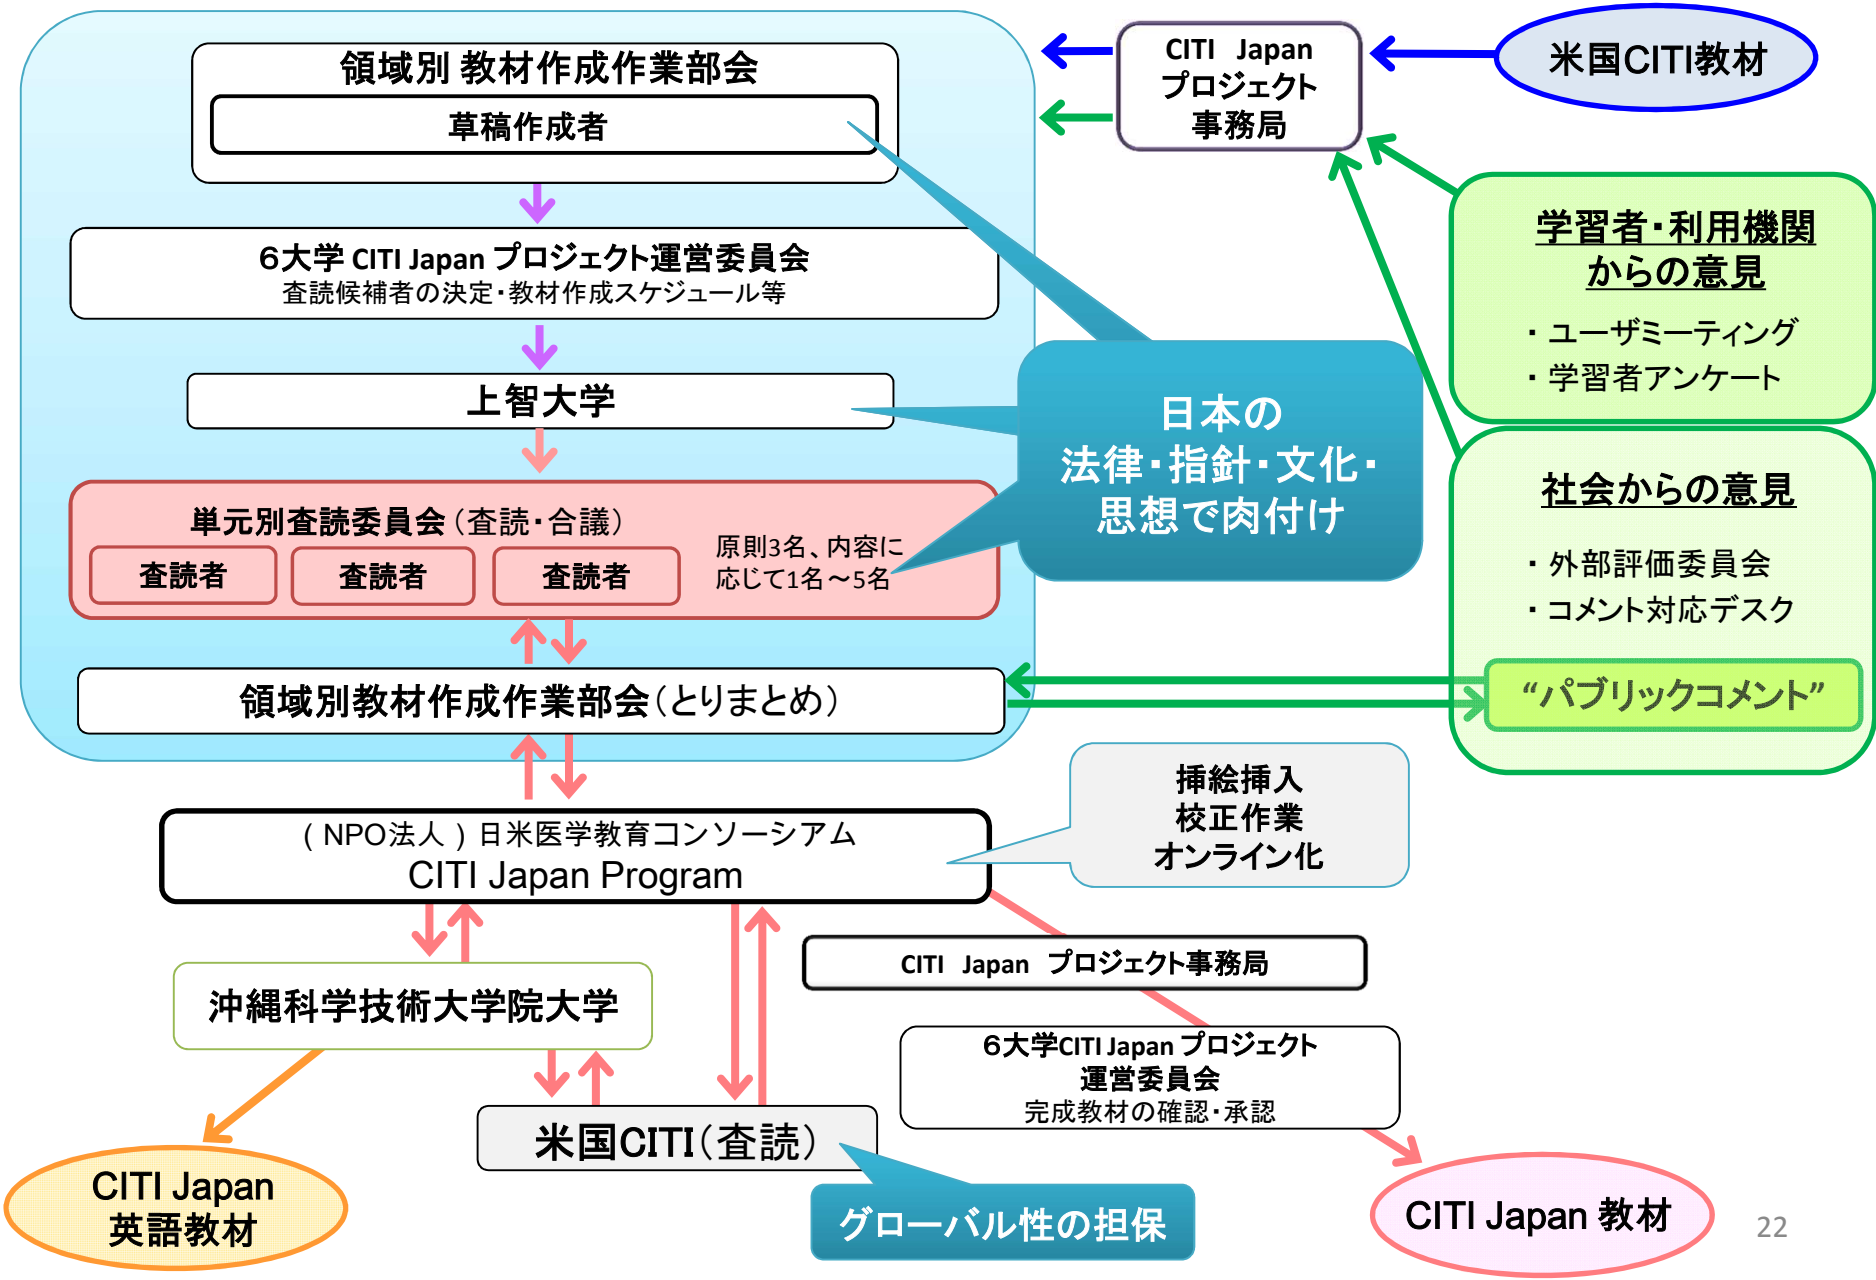 領域別 教材作成作業部会
草稿作成者
6大学 CITI Japan プロジェクト運営委員会
査読候補者の決定・教材作成スケジュール等
上智大学
単元別査読委員会（査読・合議）
査読者
査読者
査読者
原則3名、内容に
応じて1名～5名
領域別教材作成作業部会（とりまとめ）
CITI Japan
プロジェクト
事務局
米国CITI教材
学習者・利用機関
からの意見
・ユーザミーティング
・学習者アンケート
日本の
法律・指針・文化・
思想で肉付け
社会からの意見
・外部評価委員会
・コメント対応デスク
“パブリックコメント”
挿絵挿入
校正作業
オンライン化
（NPO法人）日米医学教育コンソーシアム
CITI Japan Program
CITI Japan プロジェクト事務局
沖縄科学技術大学院大学
6大学CITI Japan プロジェクト
運営委員会
完成教材の確認・承認
米国CITI（査読）
グローバル性の担保
CITI Japan
英語教材
CITI Japan 教材
22